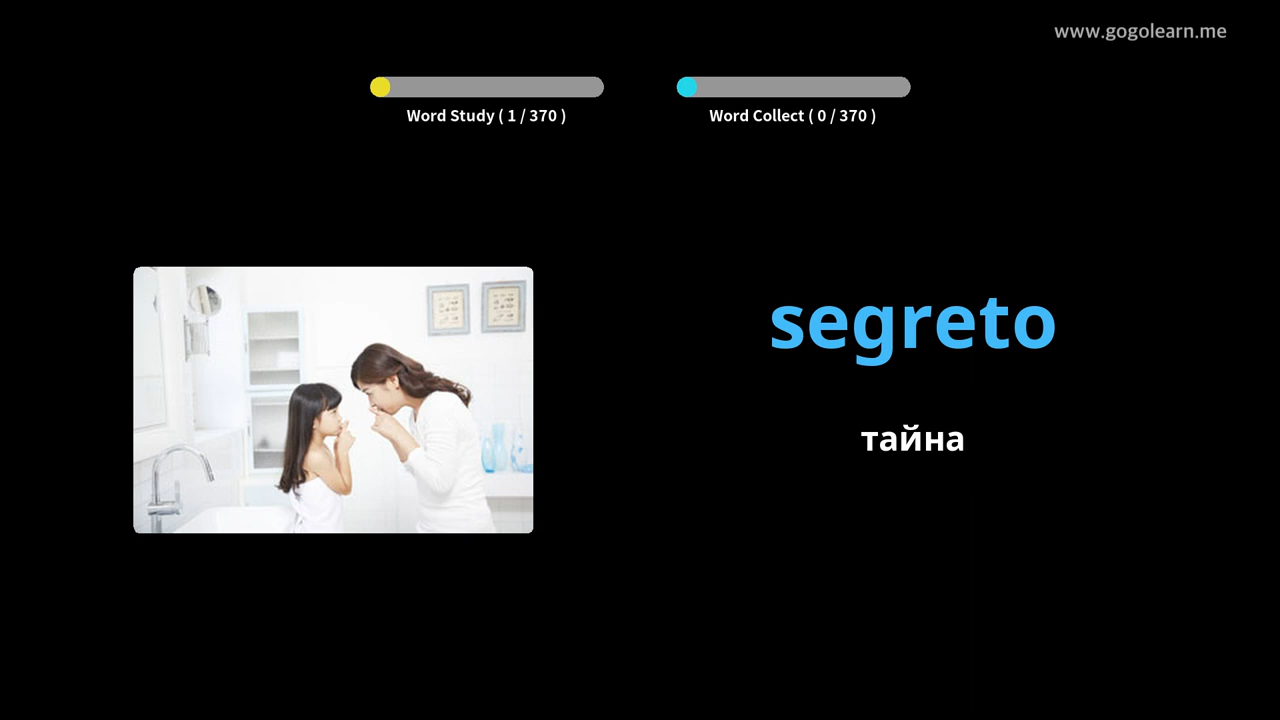 www.gogolearn.me
Word Study ( 1 / 370 )
Word Collect ( 0 / 370 )
segreto
тайна